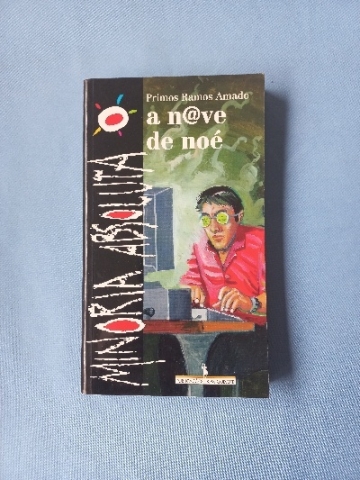 Primos Ramos Amado
a n@ve
de noé
MINORIA ABSOLUTA